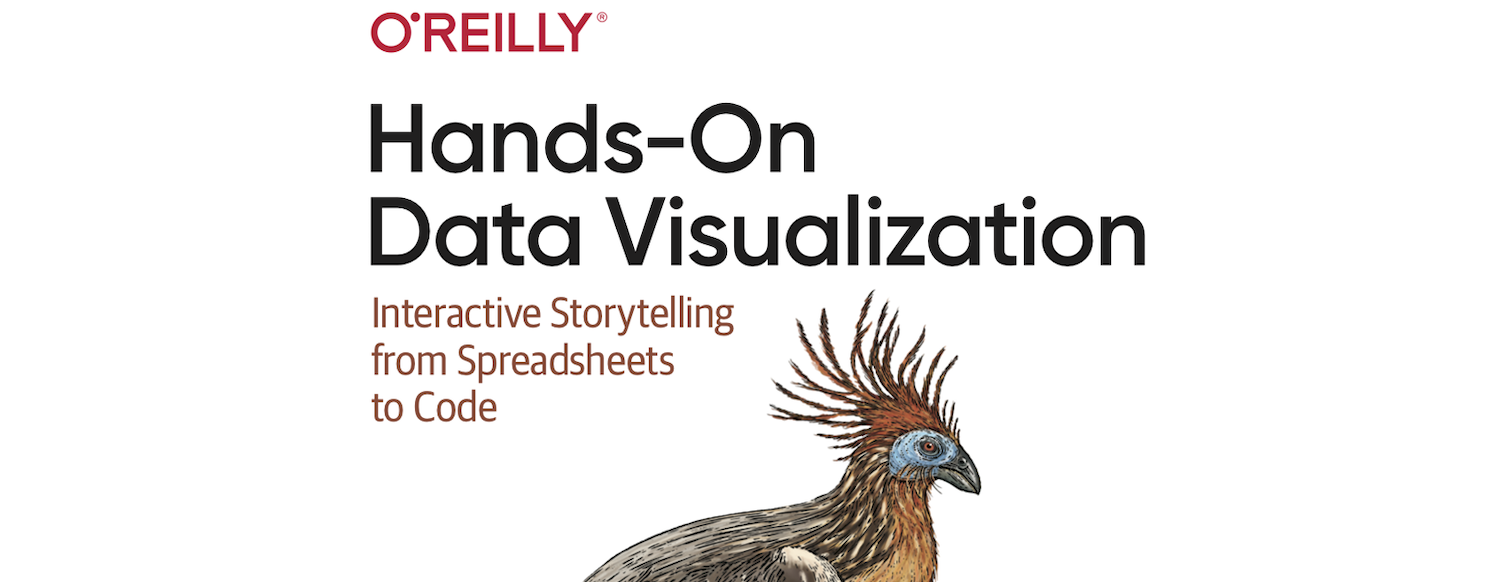 O'REILLY®
Hands-On
Data Visualization
Interactive Storytelling
from Spreadsheets
to Code